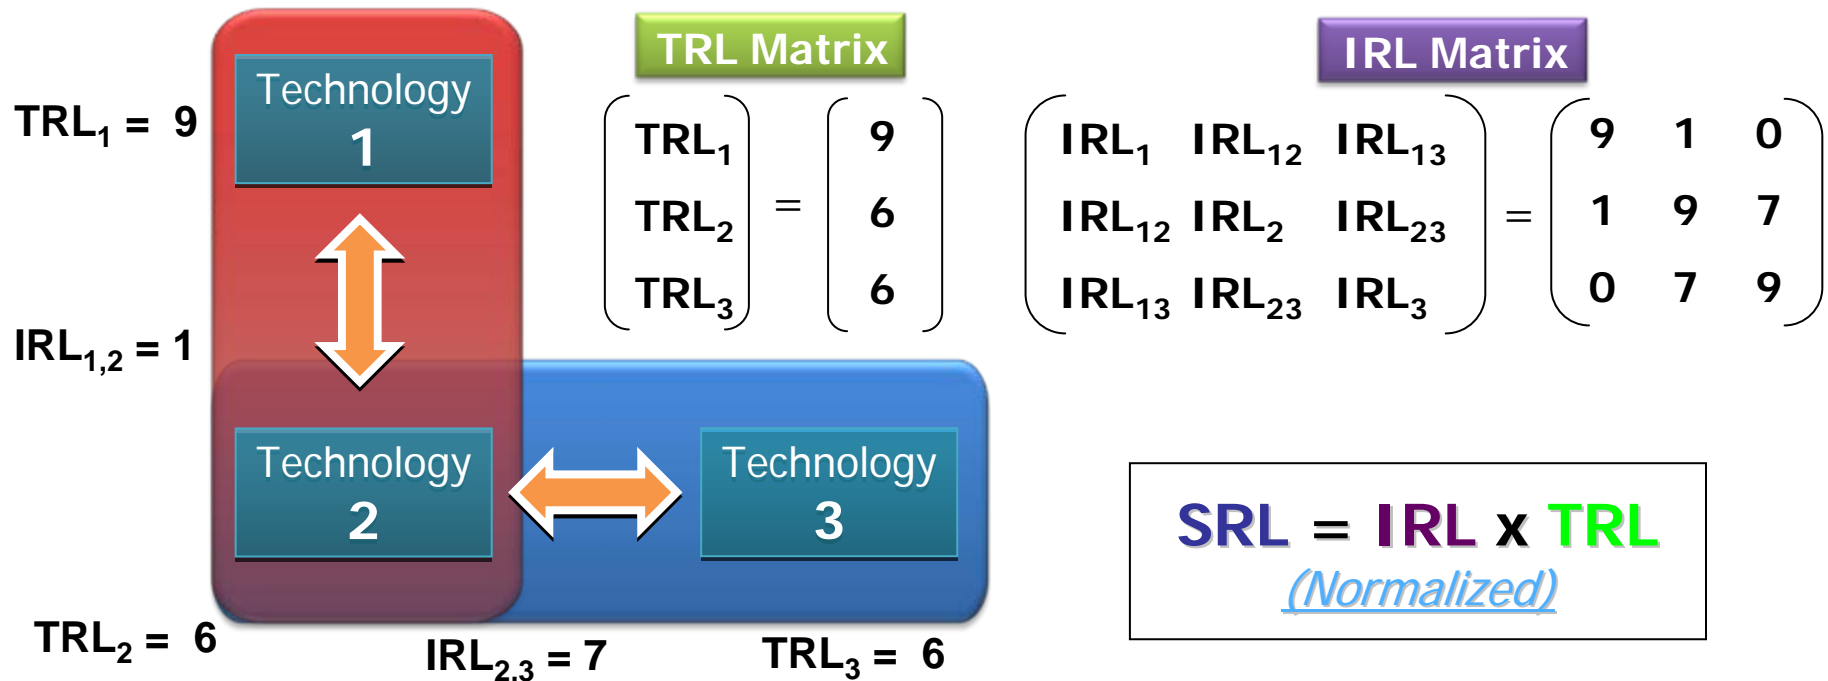 TRL Matrix
IRL Matrix
Technology
1
TRL1 = 9
TRL1
TRL2
TRL3
=
9
6
6
IRL1 IRL12 IRL13
IRL12 IRL2 IRL23
IRL13 IRL23 IRL3
=
9 1 0
1 9 7
0 7 9
IRL1,2 = 1
Technology
2
Technology
3
SRL = IRL x TRL
(Normalized)
TRL2 = 6
IRL2,3 = 7
TRL3 = 6